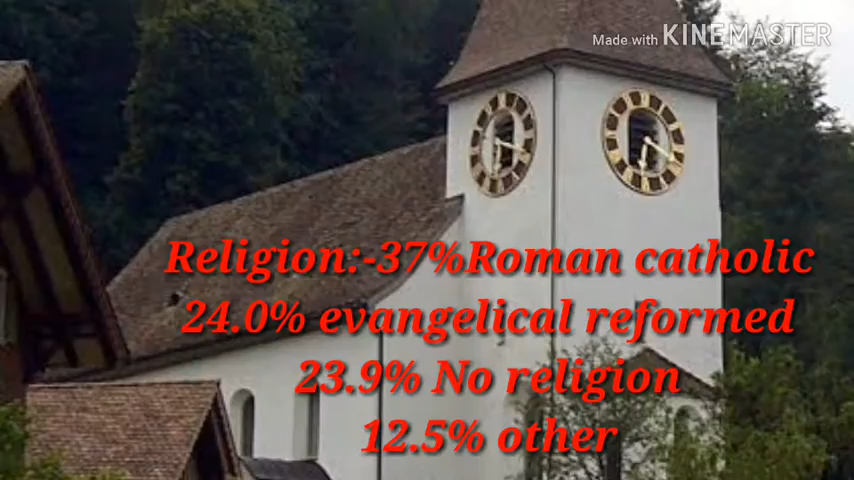 Made with KINEMASTER
Religion:-37%Roman catholic
24.0% evangelical reformed
23.9% No religion
12.5% other